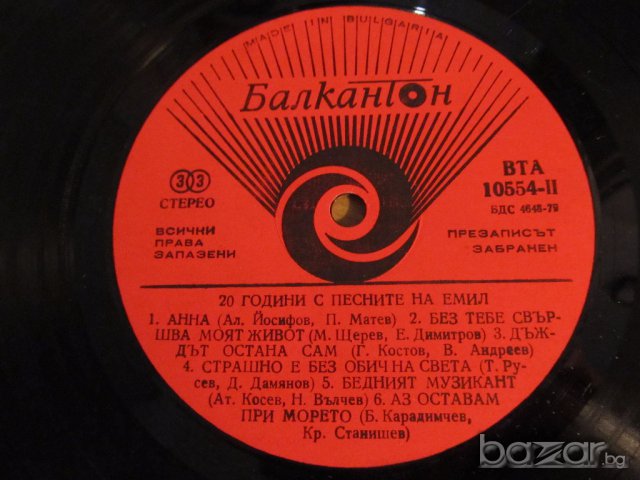 MADE IN BULGARIA
БалканТон
33
СТЕРЕО
ВТА
10554-II
БДС 4648-79
ВСИЧКИ
ПРАВА
ЗАПАЗЕНИ
ПРЕЗАПИСЪТ
ЗАБРАНЕН
20 ГОДИНИ С ПЕСНИТЕ НА ЕМИЛ
1. АННА (Ал. Йосифов, П. Матев) 2. БЕЗ ТЕБЕ СВЪР-
ШВА МОЯТ ЖИВОТ (М. Щерев, Е. Димитров) 3. ДЪЖ-
ДЪТ ОСТАНА САМ (Г. Костов, В. Андреев)
4. СТРАШНО Е БЕЗ ОБИЧ НА СВЕТА (Т. Ру-
сев, Д. Дамянов) 5. БЕДНИЯТ МУЗИКАНТ
(Ат. Косев, Н. Вълчев) 6. АЗ ОСТАВАМ
ПРИ МОРЕТО (Б. Карадимчев,
Кр. Станишев)
bazar.bg